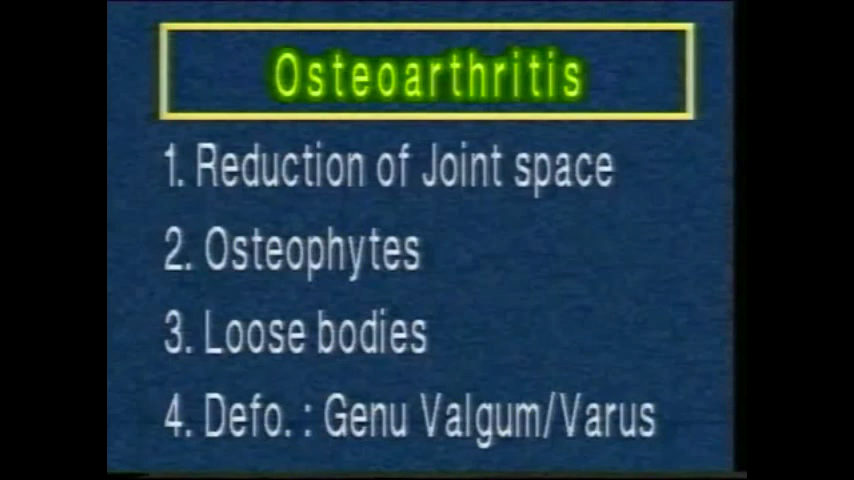 Osteoarthritis
1. Reduction of Joint space
2. Osteophytes
3. Loose bodies
4. Defo. : Genu Valgum/Varus